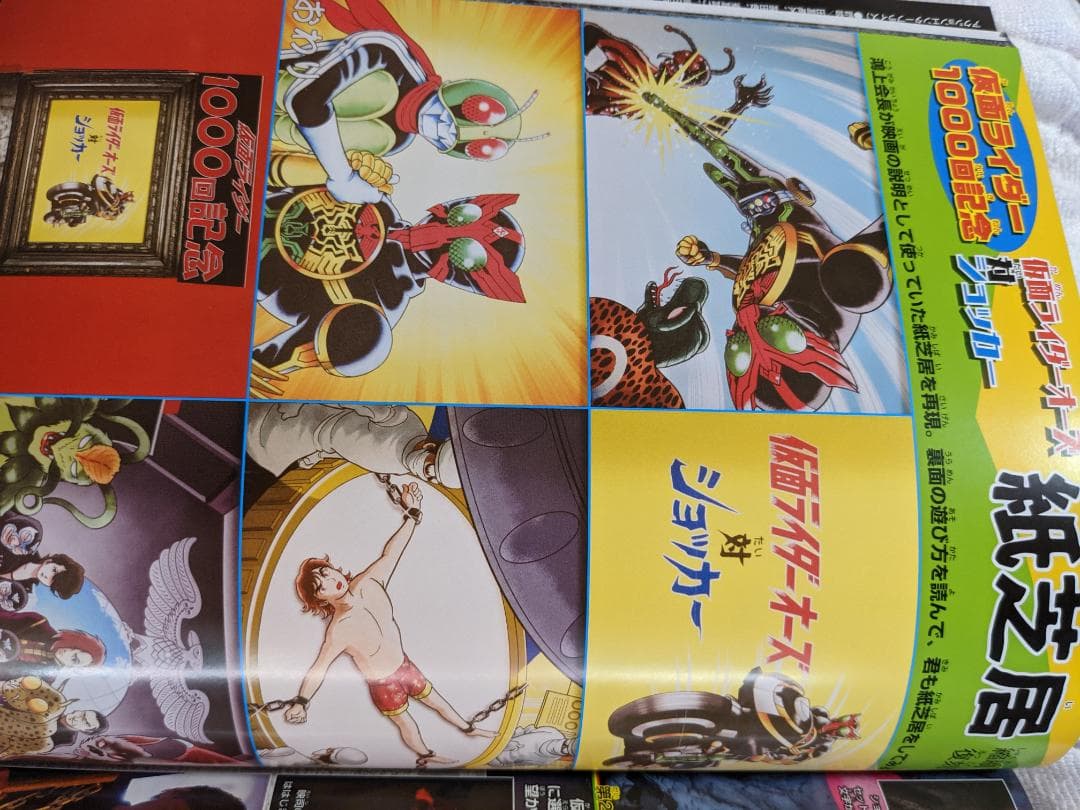 仮面ライダー
1000回記念
仮面ライダーオーズ
対
ショッカー
紙芝居
鴻上会長が映画の説明として使っていた紙芝居を再現。裏面の遊び方を読んで、君も紙芝居をして
仮面ライダーオーズ
対
ショッカー
おわり
仮面ライダー
1000回記念
仮面ライダーオーズ
対
ショッカー